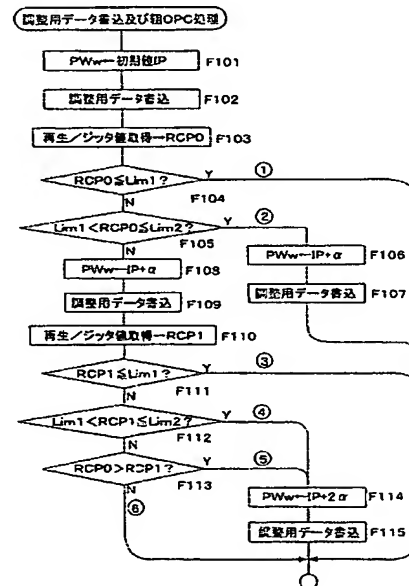 調整用データ書込及び粗OPC処理
PWw←初期値IP F101
調整用データ書込 F102
再生/ジッタ値取得→RCP0 F103
RCP0≦Lim1? Y ①
N F104
Lim1<RCP0≦Lim2? Y ②
N F105
PWw←IP+α F106
PWw←IP+α F108
調整用データ書込 F107
調整用データ書込 F109
再生/ジッタ値取得→RCP1 F110
RCP1≦Lim1? Y ③
N F111
Lim1<RCP1≦Lim2? Y ④
N F112
RCP0>RCP1? Y ⑤
N F113
⑥
PWw←IP+2α F114
調整用データ書込 F115